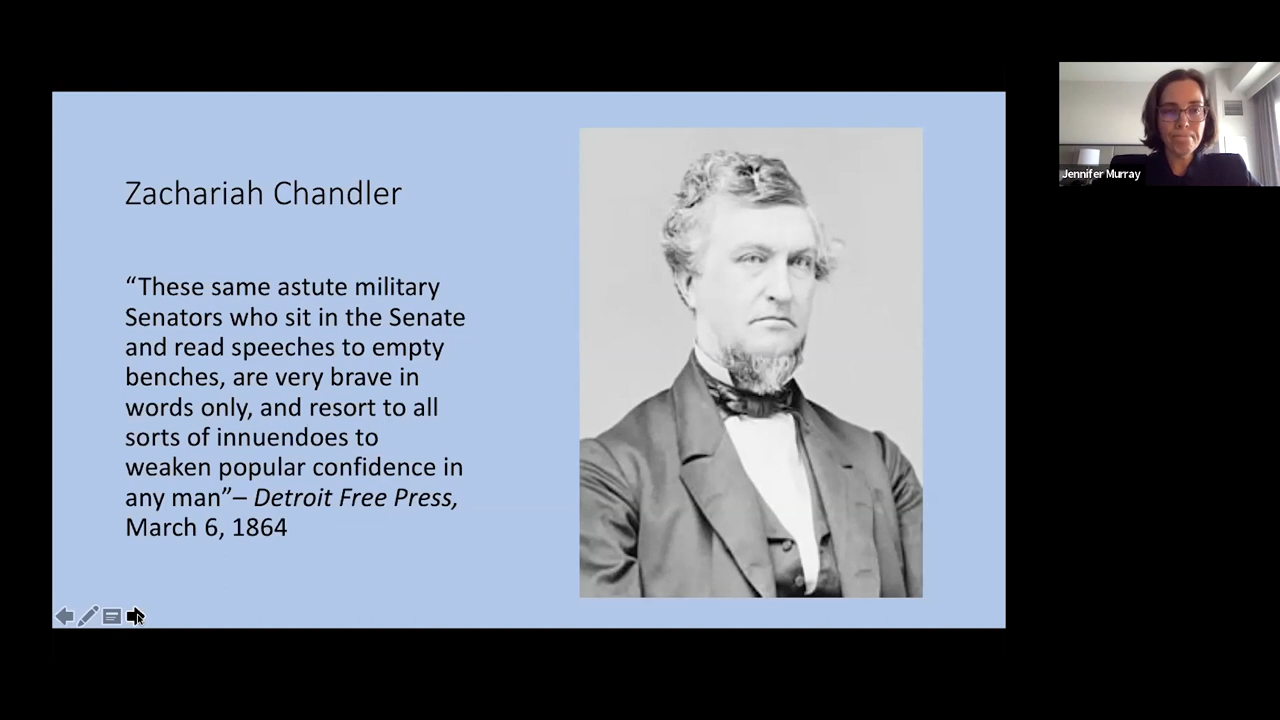 Zachariah Chandler
“These same astute military
Senators who sit in the Senate
and read speeches to empty
benches, are very brave in
words only, and resort to all
sorts of innuendoes to
weaken popular confidence in
any man”– Detroit Free Press,
March 6, 1864
Jennifer Murray